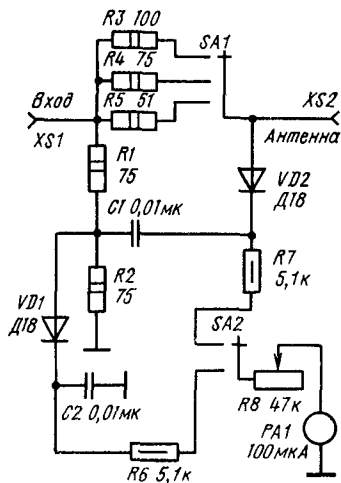 R3 100
R4 75
R5 51
SA1
Вход
XS1
XS2
Антенна
R1
75
VD2
Д18
C1 0,01мк
R7
5,1к
R2
75
VD1
Д18
SA2
C2 0,01мк
R8 47к
PA1
100мкА
R6 5,1к